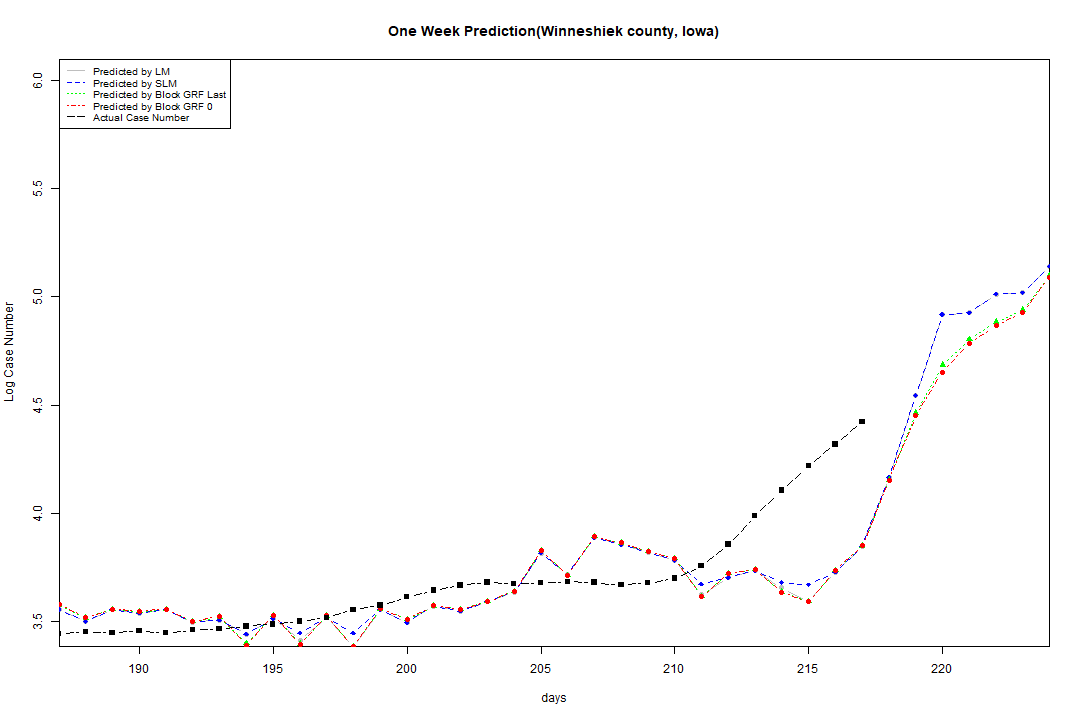 One Week Prediction(Winneshiek county, Iowa)
Predicted by LM
Predicted by SLM
Predicted by Block GRF Last
Predicted by Block GRF 0
Actual Case Number
6.0
5.5
5.0
4.5
4.0
3.5
Log Case Number
190 195 200 205 210 215 220
days